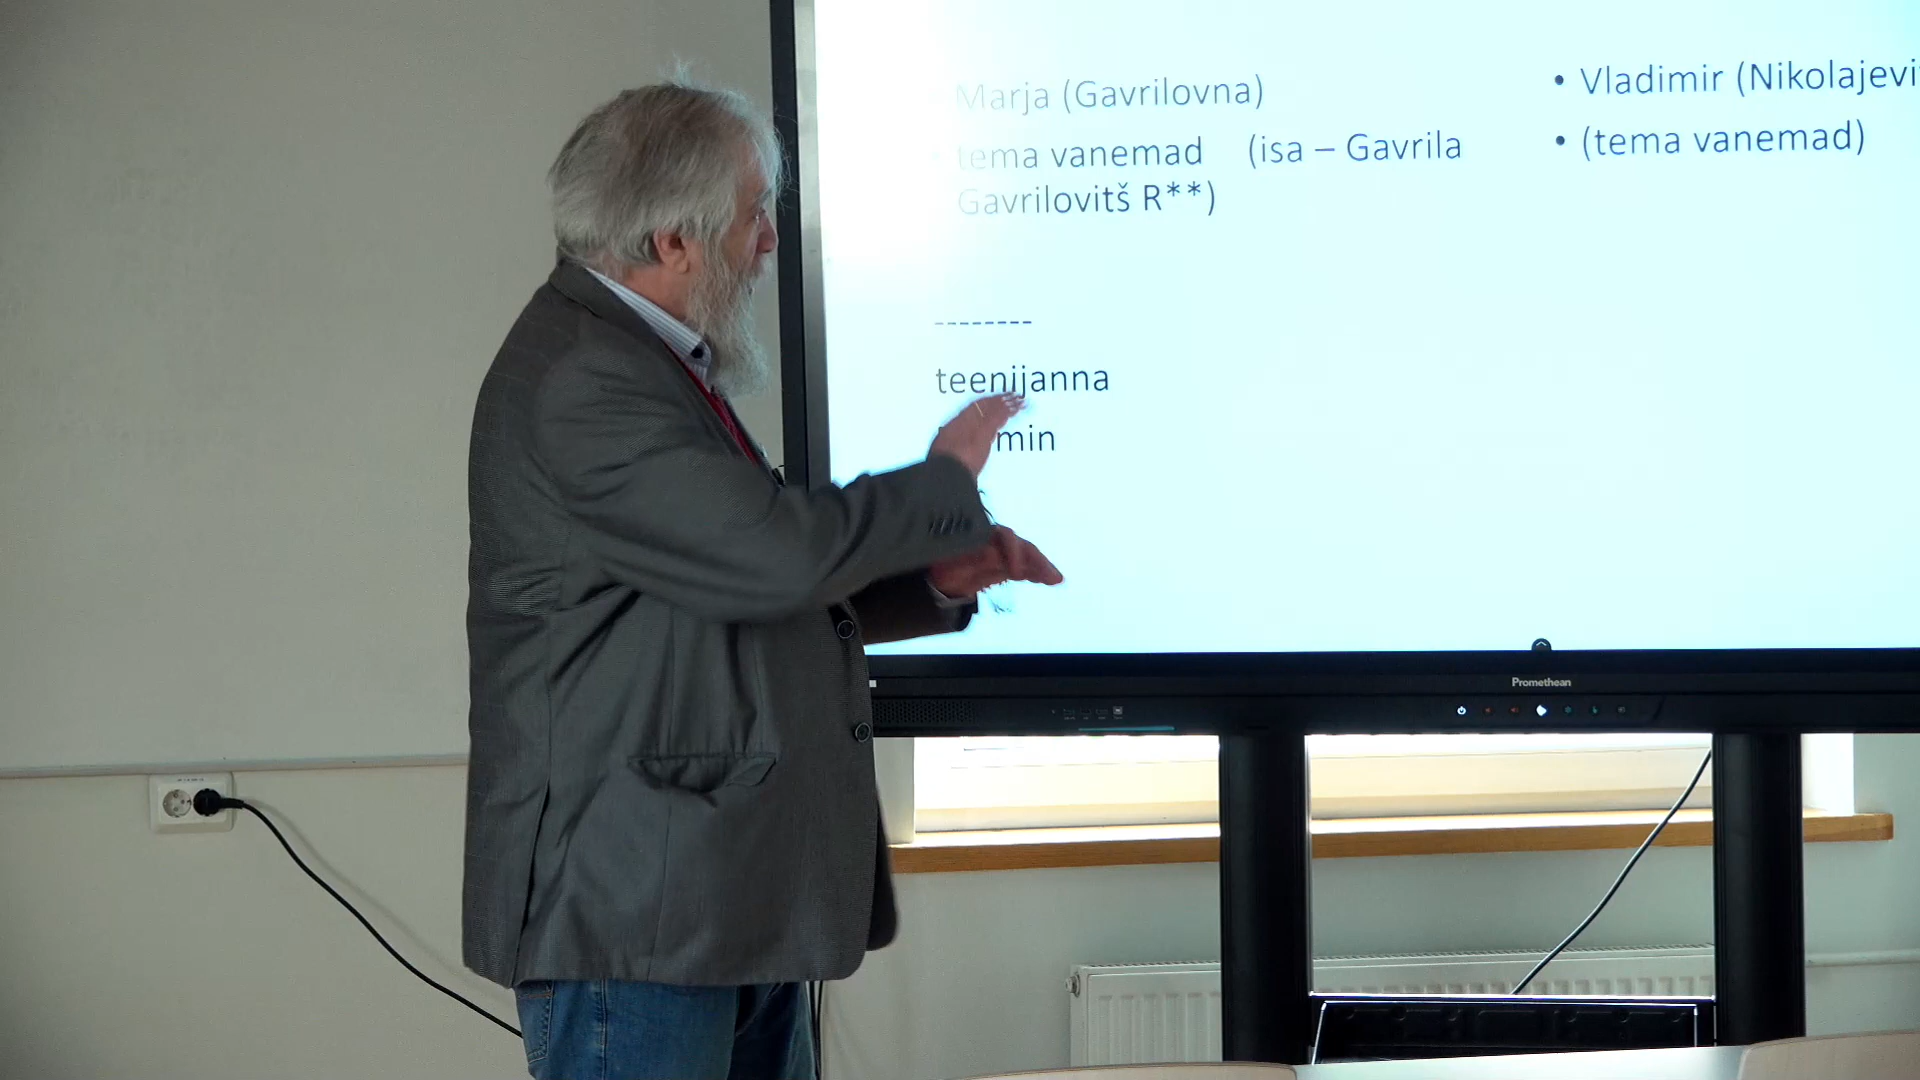 Marja (Gavrilovna)
tema vanemad (isa – Gavrila
Gavrilovitš R**)
--------
teenijanna
min
• Vladimir (Nikolajevi
• (tema vanemad)
Promethean